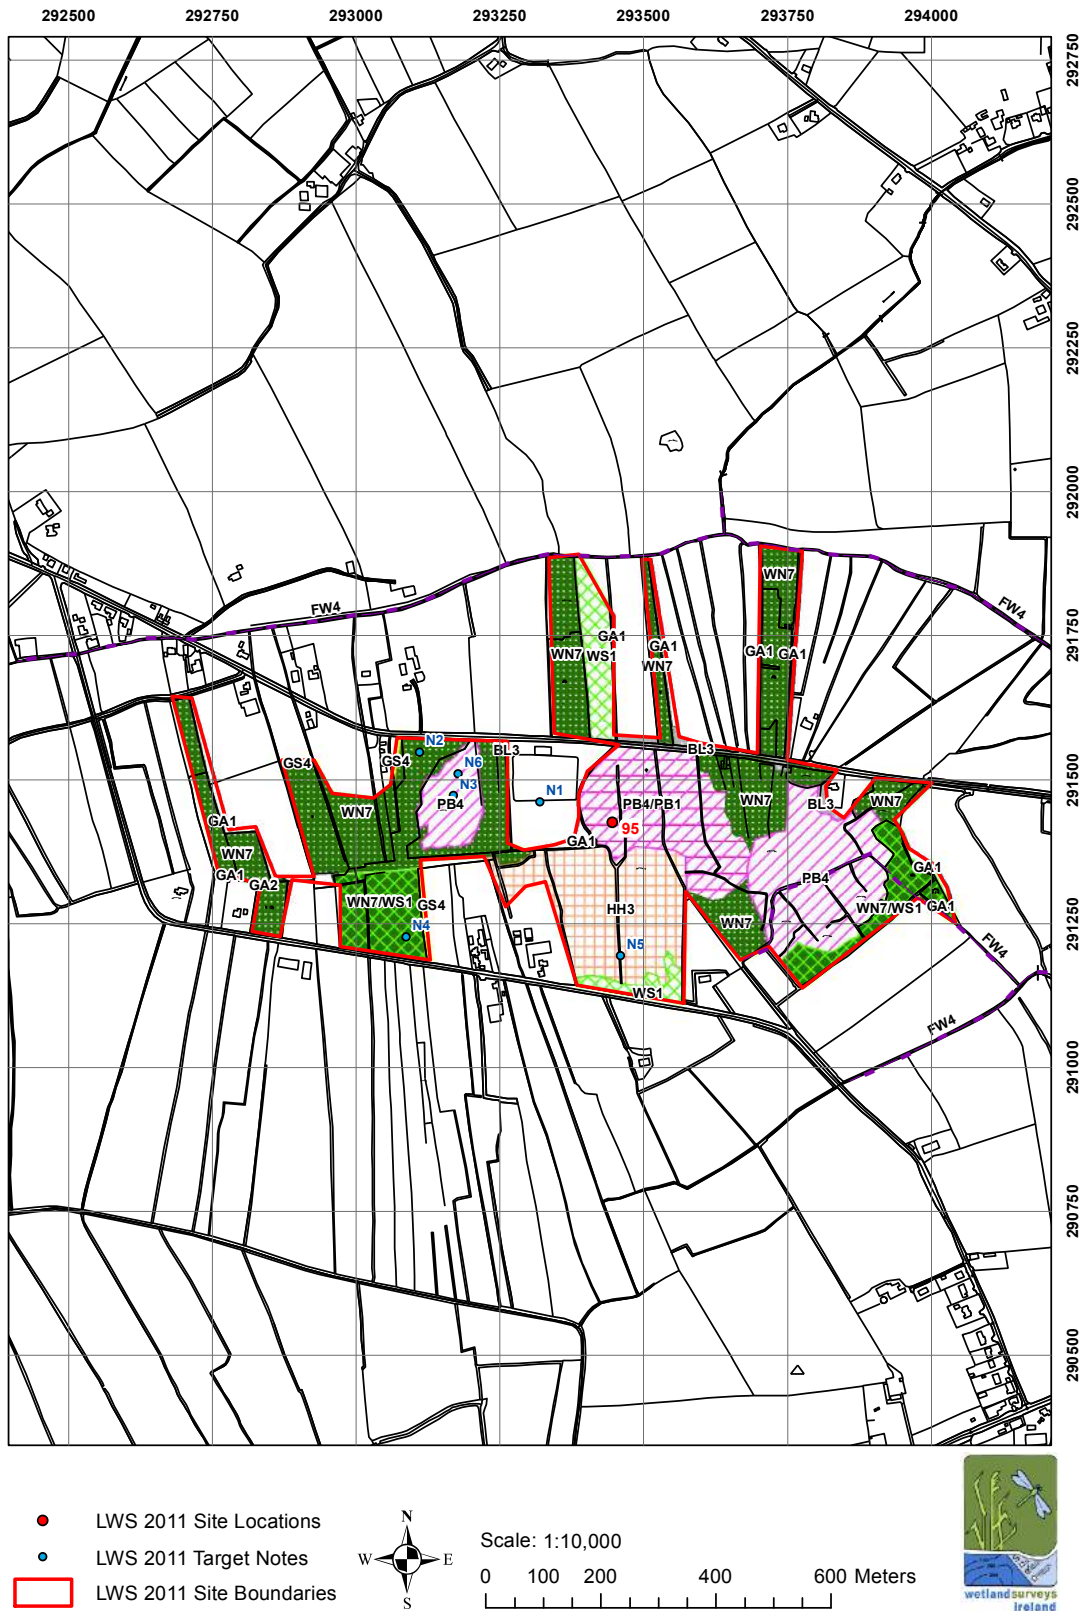 292500 292750 293000 293250 293500 293750 294000
292750
292500
292250
292000
291750
291500
291250
291000
290750
290500
FW4
FW4
WN7
WN7
GA1
WS1
GA1
WN7
GA1
GA1
GS4
GS4
N2
BL3
BL3
N6
N3
PB4
N1
PB4/PB1
95
GA1
WN7
BL3
WN7
GA1
WN7
WN7
GA1
GA2
WN7/WS1
GS4
N4
HH3
N5
WS1
WN7
PB4
WN7/WS1
GA1
GA1
FW4
FW4
LWS 2011 Site Locations
LWS 2011 Target Notes
LWS 2011 Site Boundaries
N
W E
S
Scale: 1:10,000
0 100 200 400 600 Meters
wetland surveys
ireland